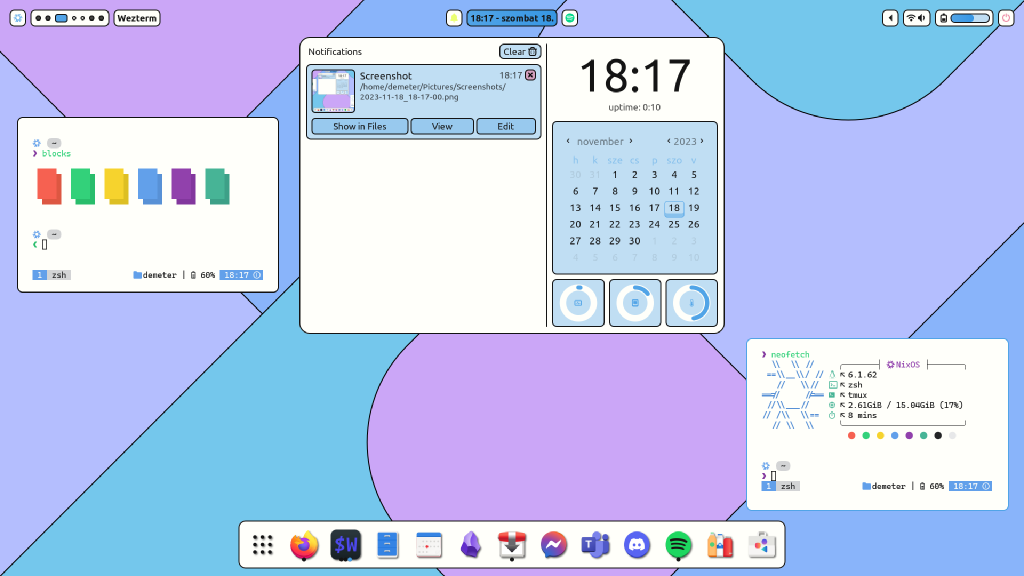 Wezterm
18:17 - szombat 18.
Notifications
Clear
Screenshot
18:17
/home/demeter/Pictures/Screenshots/
2023-11-18_18-17-00.png
Show in Files
View
Edit
18:17
uptime: 0:10
‹ november › ‹ 2023 ›
h k sze cs p szo v
30 31 1 2 3 4 5
6 7 8 9 10 11 12
13 14 15 16 17 18 19
20 21 22 23 24 25 26
27 28 29 30 1 2 3
4 5 6 7 8 9 10
~
❯ blocks
~
❮
1 zsh
demeter | 60% 18:17
❯ neofetch
NixOS
6.1.62
zsh
tmux
2.61GiB / 15.04GiB (17%)
8 mins
~
❯
1 zsh
demeter | 60% 18:17
$W